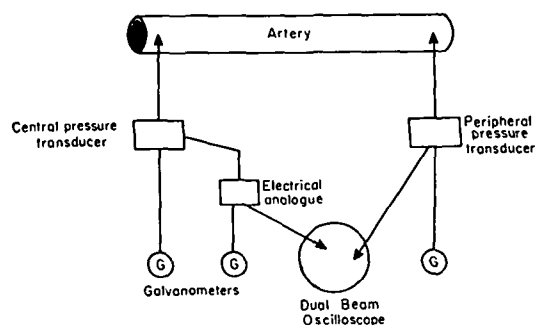 Artery
Central pressure
transducer
Peripheral
pressure
transducer
Electrical
analogue
G
G
G
Galvanometers
Dual Beam
Oscilloscope